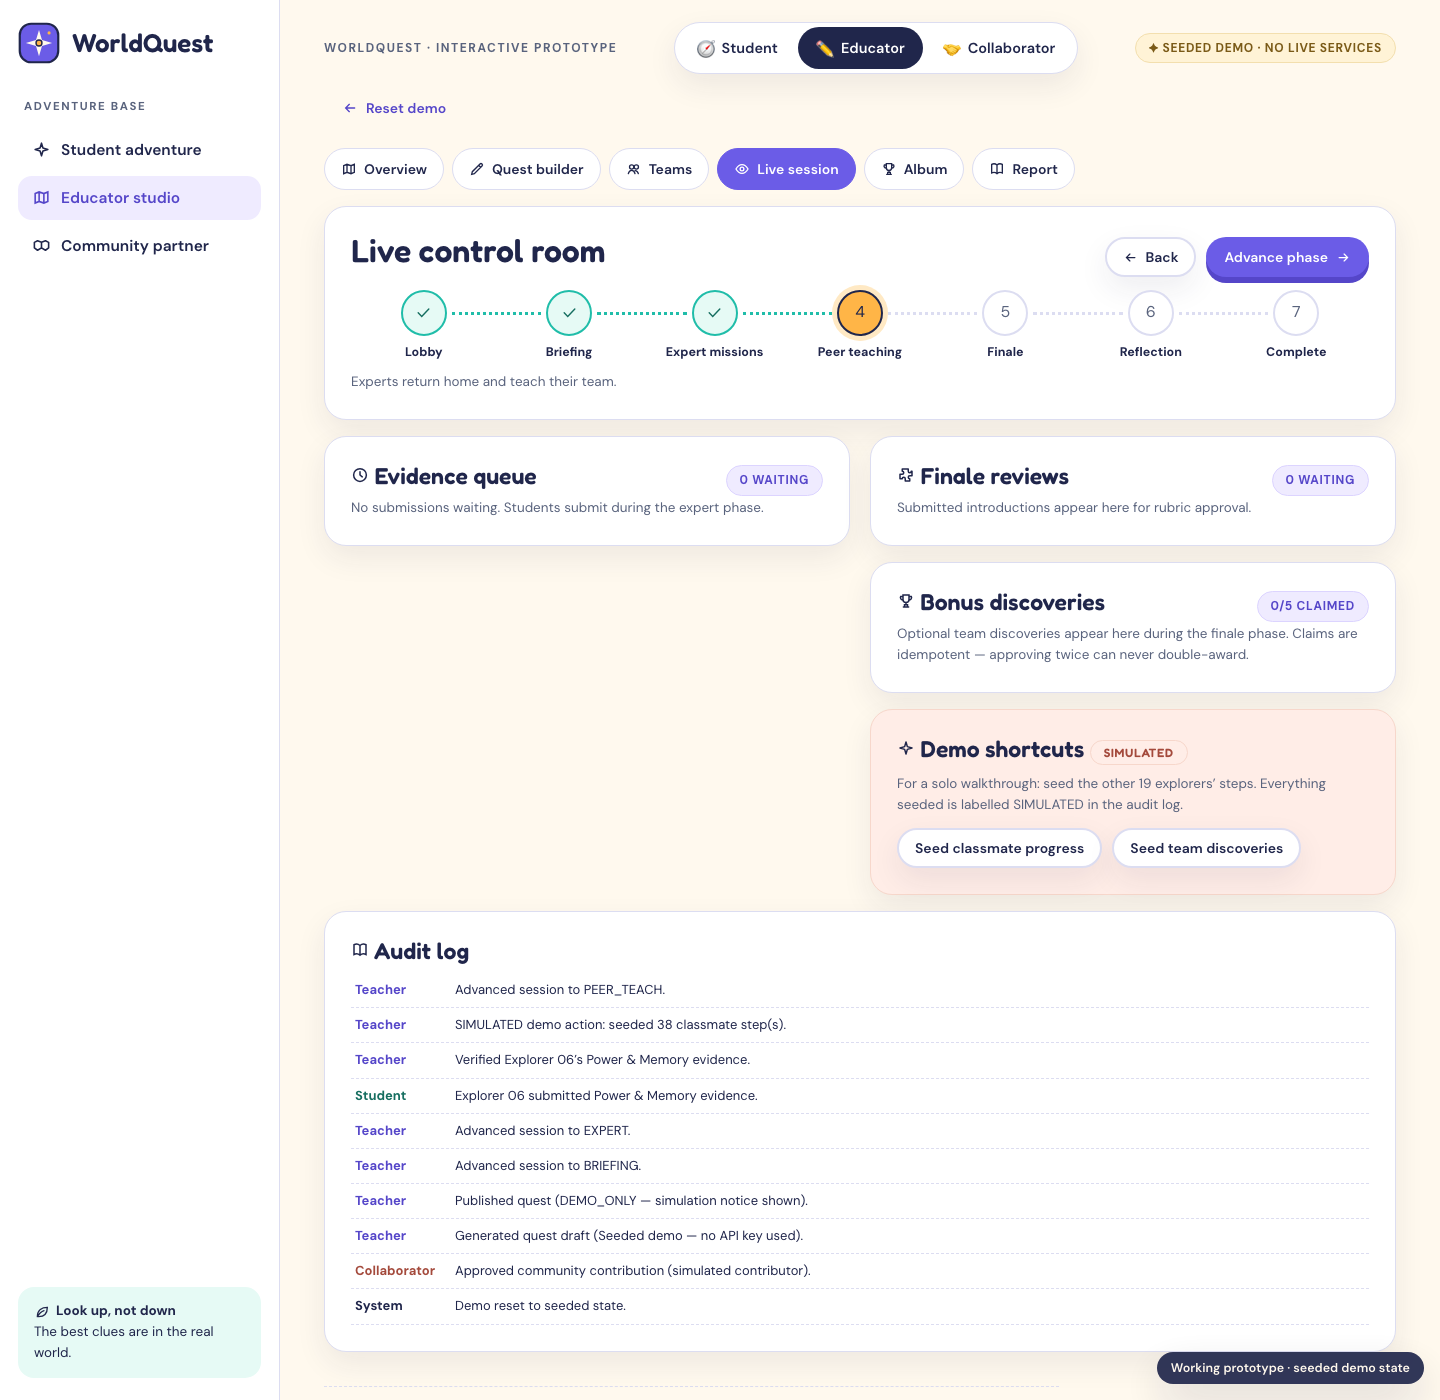 WorldQuest
ADVENTURE BASE
Student adventure
Educator studio
Community partner
Look up, not down
The best clues are in the real
world.
WORLDQUEST · INTERACTIVE PROTOTYPE
Student
Educator
Collaborator
✦ SEEDED DEMO · NO LIVE SERVICES
← Reset demo
Overview
Quest builder
Teams
Live session
Album
Report
Live control room
← Back
Advance phase →
4
5
6
7
Lobby
Briefing
Expert missions
Peer teaching
Finale
Reflection
Complete
Experts return home and teach their team.
Evidence queue
0 WAITING
No submissions waiting. Students submit during the expert phase.
Finale reviews
0 WAITING
Submitted introductions appear here for rubric approval.
Bonus discoveries
0/5 CLAIMED
Optional team discoveries appear here during the finale phase. Claims are
idempotent — approving twice can never double-award.
Demo shortcuts SIMULATED
For a solo walkthrough: seed the other 19 explorers’ steps. Everything
seeded is labelled SIMULATED in the audit log.
Seed classmate progress
Seed team discoveries
Audit log
Teacher Advanced session to PEER_TEACH.
Teacher SIMULATED demo action: seeded 38 classmate step(s).
Teacher Verified Explorer 06’s Power & Memory evidence.
Student Explorer 06 submitted Power & Memory evidence.
Teacher Advanced session to EXPERT.
Teacher Advanced session to BRIEFING.
Teacher Published quest (DEMO_ONLY — simulation notice shown).
Teacher Generated quest draft (Seeded demo — no API key used).
Collaborator Approved community contribution (simulated contributor).
System Demo reset to seeded state.
Working prototype · seeded demo state